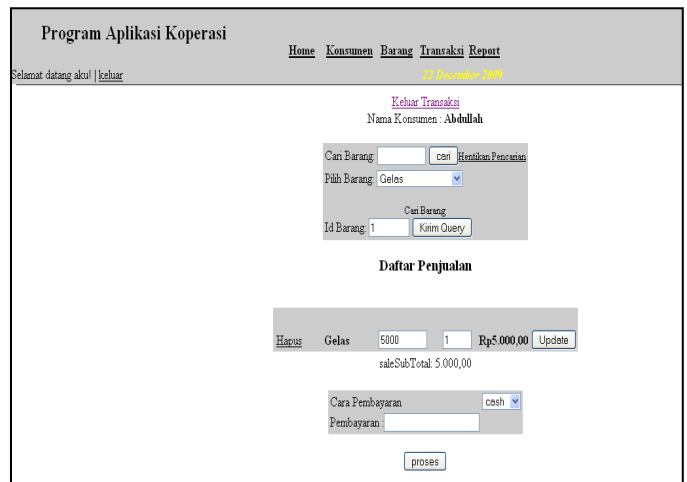 Program Aplikasi Koperasi
Home Konsumen Barang Transaksi Report
Selamat datang aku! | keluar
22 December 2009
Keluar Transaksi
Nama Konsumen : Abdullah
Cari Barang: cari Hentikan Pencarian
Pilih Barang: Gelas
Cari Barang
Id Barang: 1 Kirim Query
Daftar Penjualan
Hapus Gelas 5000 1 Rp5.000,00 Update
saleSubTotal: 5.000,00
Cara Pembayaran cash
Pembayaran :
proses